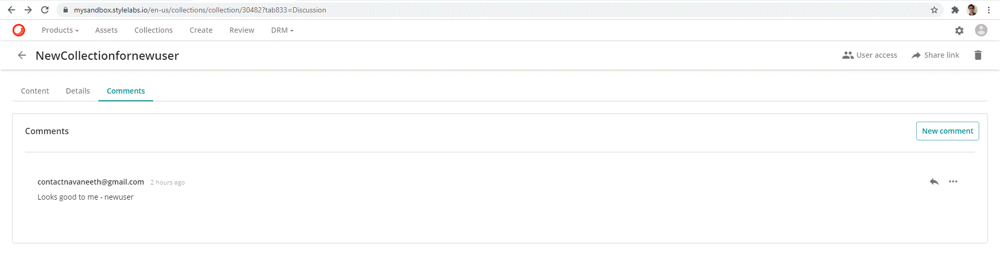 mysandbox.stylelabs.io/en-us/collections/collection/30482?tab833=Discussion
Products Assets Collections Create Review DRM
NewCollectionfornewuser User access Share link
Content Details Comments
Comments New comment
contactnavaneeth@gmail.com 2 hours ago
Looks good to me - newuser